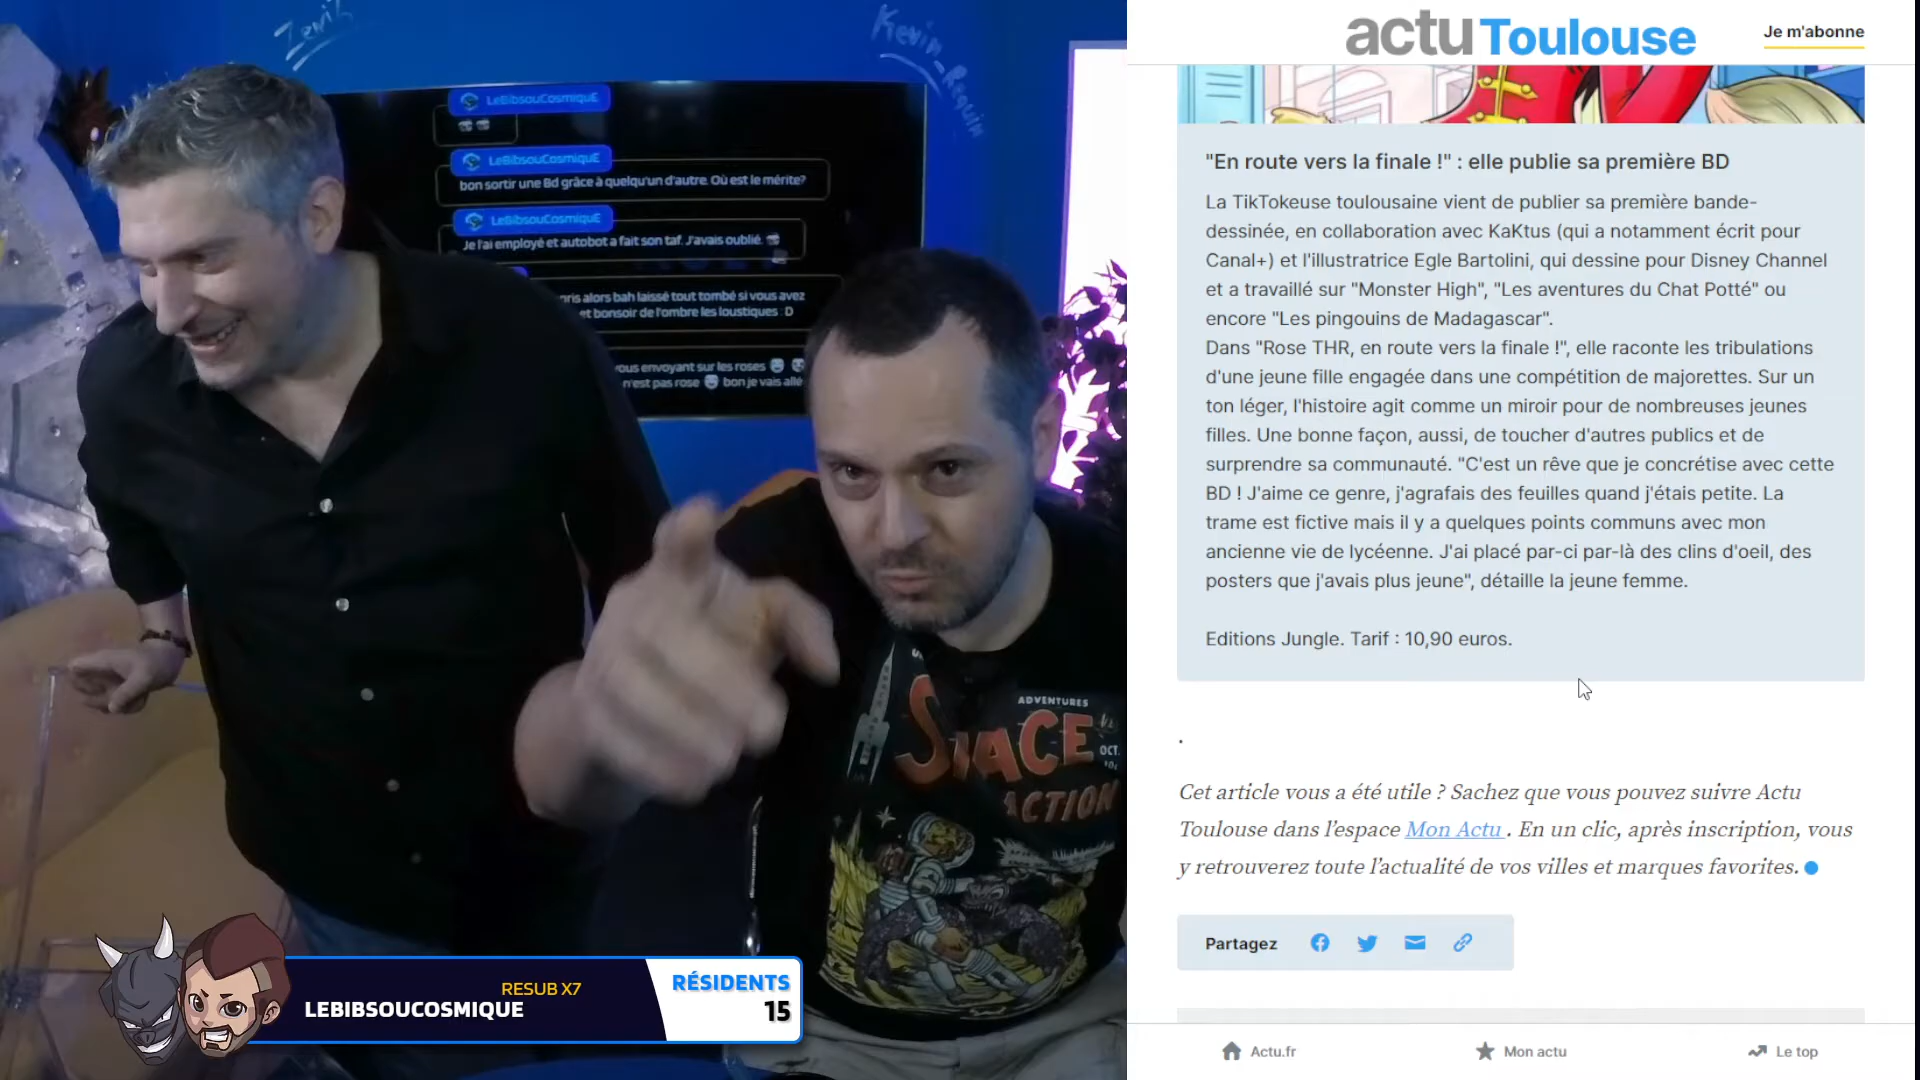 Zewiz
Kevin_Requin
LeBibsouCosmiquE
LeBibsouCosmiquE
bon sortir une Bd grâce à quelqu'un d'autre. Où est le mérite?
LeBibsouCosmiquE
Je l'ai employé et autobot a fait son taf. J'avais oublié.
pris alors bah laissé tout tombé si vous avez
et bonsoir de l'ombre les loustiques :D
vous envoyant sur les roses
n'est pas rose bon je vais allé
ADVENTURES
SPACE
OCT.
ACTION
RESUB X7
LEBIBSOUCOSMIQUE
RÉSIDENTS
15
actu Toulouse
Je m'abonne
"En route vers la finale !" : elle publie sa première BD
La TikTokeuse toulousaine vient de publier sa première bande-
dessinée, en collaboration avec KaKtus (qui a notamment écrit pour
Canal+) et l'illustratrice Egle Bartolini, qui dessine pour Disney Channel
et a travaillé sur "Monster High", "Les aventures du Chat Potté" ou
encore "Les pingouins de Madagascar".
Dans "Rose THR, en route vers la finale !", elle raconte les tribulations
d'une jeune fille engagée dans une compétition de majorettes. Sur un
ton léger, l'histoire agit comme un miroir pour de nombreuses jeunes
filles. Une bonne façon, aussi, de toucher d'autres publics et de
surprendre sa communauté. "C'est un rêve que je concrétise avec cette
BD ! J'aime ce genre, j'agrafais des feuilles quand j'étais petite. La
trame est fictive mais il y a quelques points communs avec mon
ancienne vie de lycéenne. J'ai placé par-ci par-là des clins d'oeil, des
posters que j'avais plus jeune", détaille la jeune femme.
Editions Jungle. Tarif : 10,90 euros.
.
Cet article vous a été utile ? Sachez que vous pouvez suivre Actu
Toulouse dans l'espace Mon Actu . En un clic, après inscription, vous
y retrouverez toute l'actualité de vos villes et marques favorites.
Partagez
Actu.fr
Mon actu
Le top